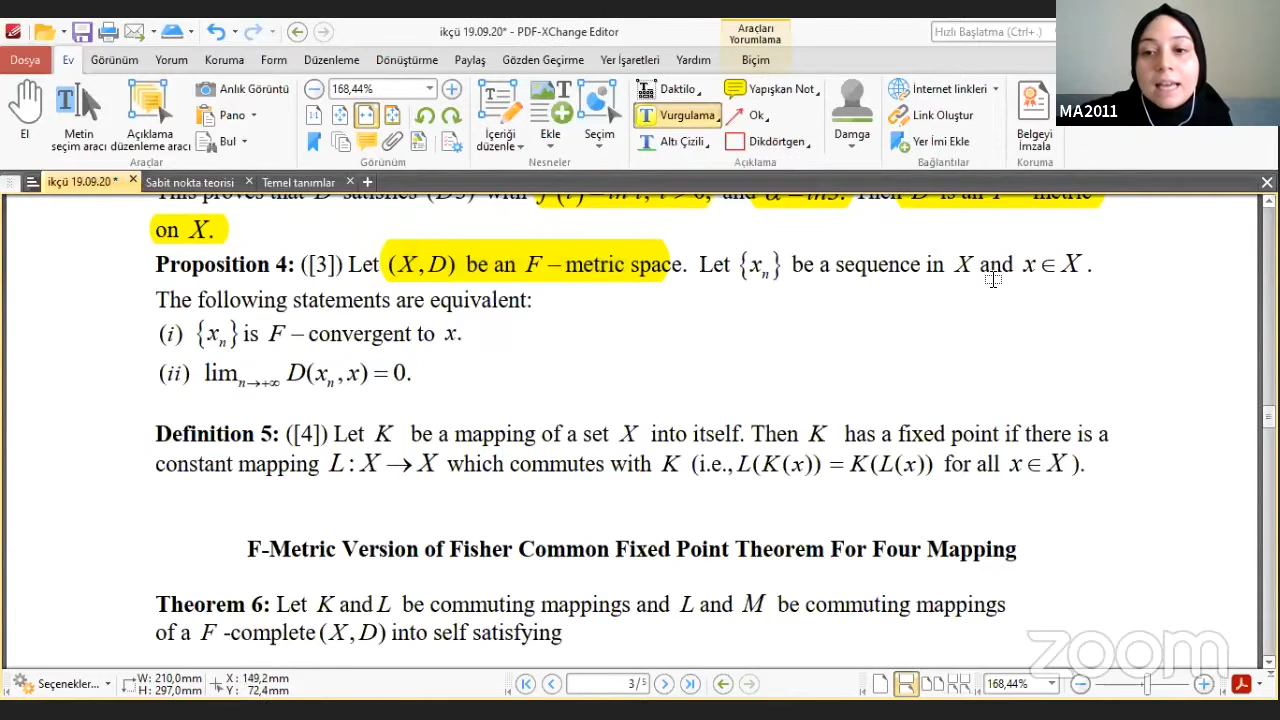 ikçü 19.09.20* - PDF-XChange Editor
Araçları Yorumlama
Hızlı Başlatma (Ctrl+.)
Dosya Ev Görünüm Yorum Koruma Form Düzenleme Dönüştürme Paylaş Gözden Geçirme Yer İşaretleri Yardım Biçim
El
Metin seçim aracı
Açıklama düzenleme aracı
Araçlar
Anlık Görüntü
Pano
Bul
168,44%
Görünüm
İçeriği düzenle
Ekle
Seçim
Nesneler
Daktilo
Vurgulama
Altı Çizili
Yapışkan Not
Ok
Dikdörtgen
Açıklama
Damga
İnternet linkleri
Link Oluştur
Yer İmi Ekle
Bağlantılar
Belgeyi İmzala
koruma
MA2011
ikçü 19.09.20 * Sabit nokta teorisi Temel tanımlar
on X.
Proposition 4: ([3]) Let (X, D) be an F − metric space. Let {xₙ} be a sequence in X and x ∈ X .
The following statements are equivalent:
(i) {xₙ} is F − convergent to x.
(ii) limₙ→+∞ D(xₙ, x) = 0.
Definition 5: ([4]) Let K be a mapping of a set X into itself. Then K has a fixed point if there is a
constant mapping L : X → X which commutes with K (i.e., L(K(x)) = K(L(x)) for all x ∈ X ).
F-Metric Version of Fisher Common Fixed Point Theorem For Four Mapping
Theorem 6: Let K and L be commuting mappings and L and M be commuting mappings
of a F -complete (X, D) into self satisfying
zoom
Seçenekler...
W: 210,0mm
H: 297,0mm
X: 149,2mm
Y: 72,4mm
3/5
168,44%